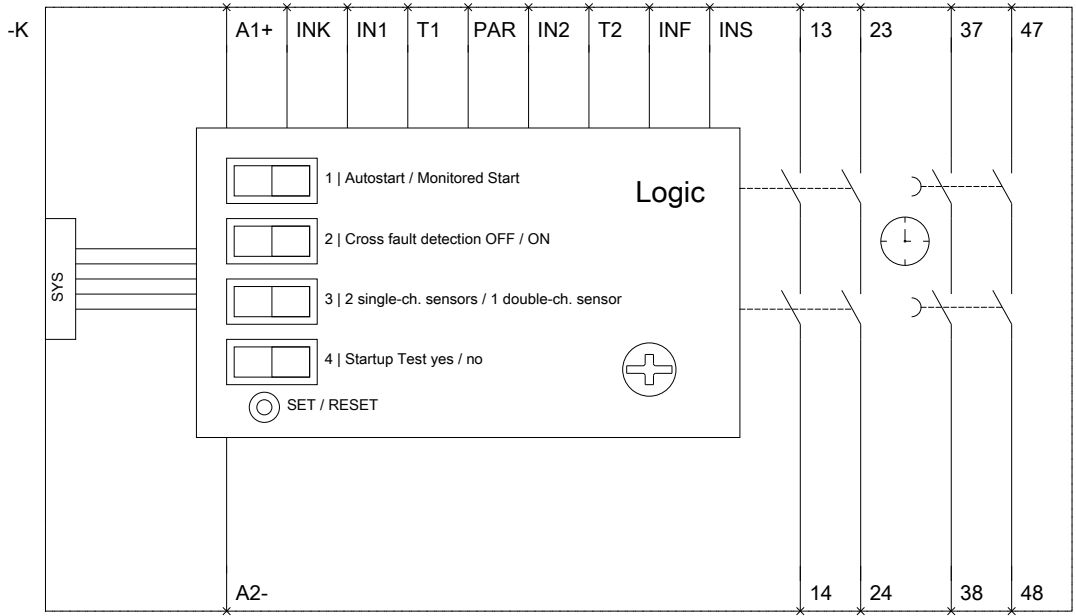 -K A1+ INK IN1 T1 PAR IN2 T2 INF INS 13 23 37 47
1 | Autostart / Monitored Start
Logic
2 | Cross fault detection OFF / ON
SYS
3 | 2 single-ch. sensors / 1 double-ch. sensor
4 | Startup Test yes / no
SET / RESET
A2- 14 24 38 48